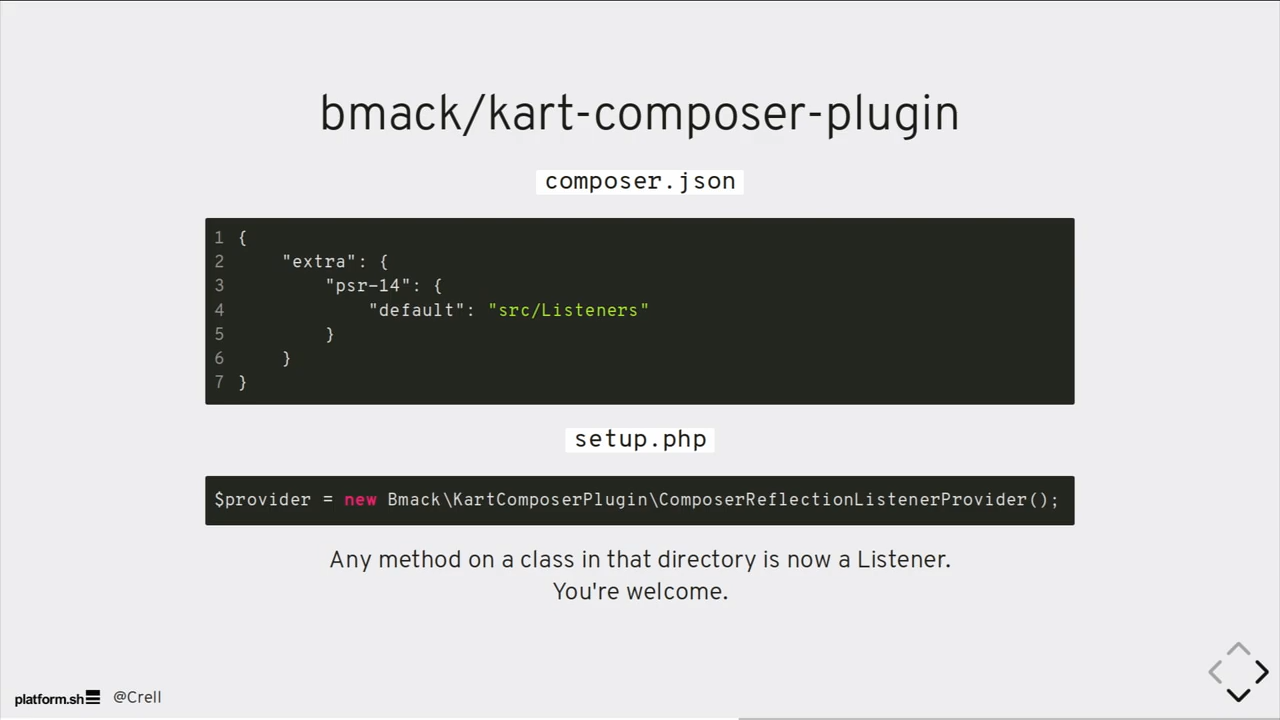 bmack/kart-composer-plugin
composer.json
1 {
2     "extra": {
3         "psr-14": {
4             "default": "src/Listeners"
5         }
6     }
7 }
setup.php
$provider = new Bmack\KartComposerPlugin\ComposerReflectionListenerProvider();
Any method on a class in that directory is now a Listener.
You're welcome.
platform.sh @Crell